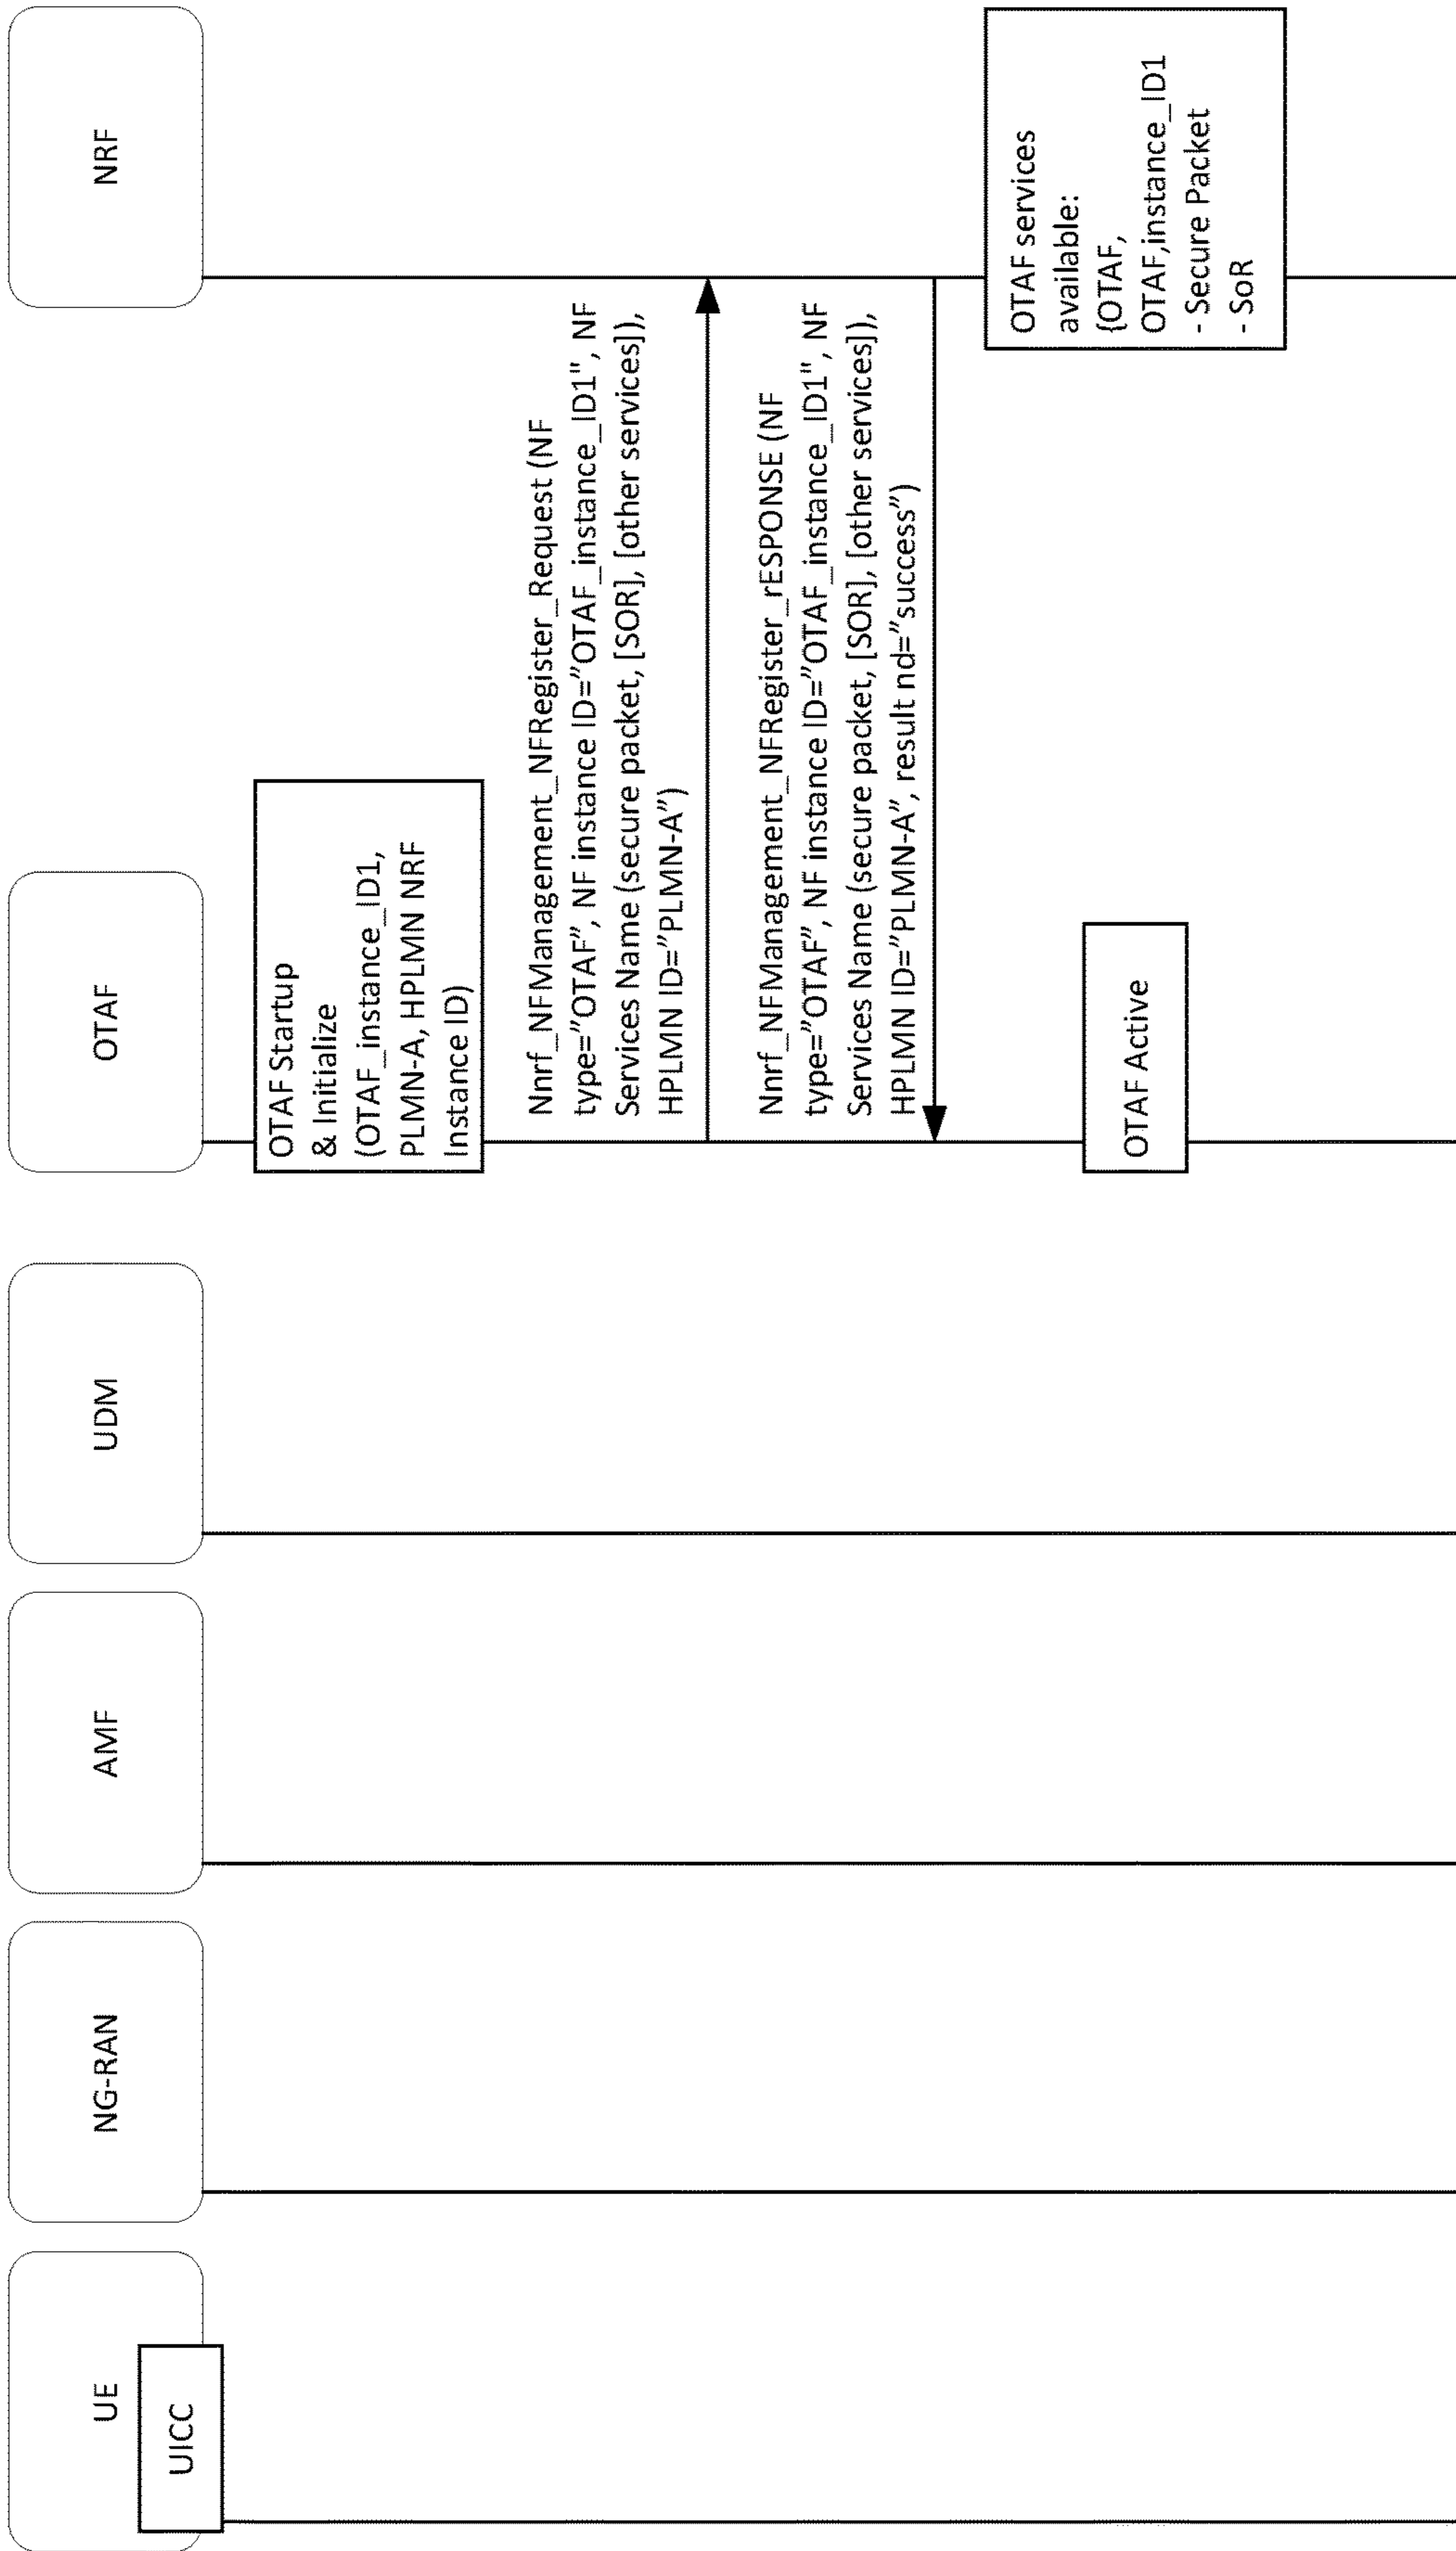 UE
UICC
NG-RAN
AMF
UDM
OTAF
NRF
OTAF Startup
& Initialize
(OTAF_instance_ID1,
PLMN-A, HPLMN NRF
Instance ID)
Nnrf_NFManagement_NFRegister_Request (NF
type=”OTAF”, NF instance ID=”OTAF_instance_ID1", NF
Services Name (secure packet, [SOR], [other services]),
HPLMN ID=”PLMN-A”)
Nnrf_NFManagement_NFRegister_rESPONSE (NF
type=”OTAF”, NF instance ID=”OTAF_instance_ID1", NF
Services Name (secure packet, [SOR], [other services]),
HPLMN ID=”PLMN-A”, result nd=”success”)
OTAF services
available:
{OTAF,
OTAF,instance_ID1
- Secure Packet
- SoR
OTAF Active